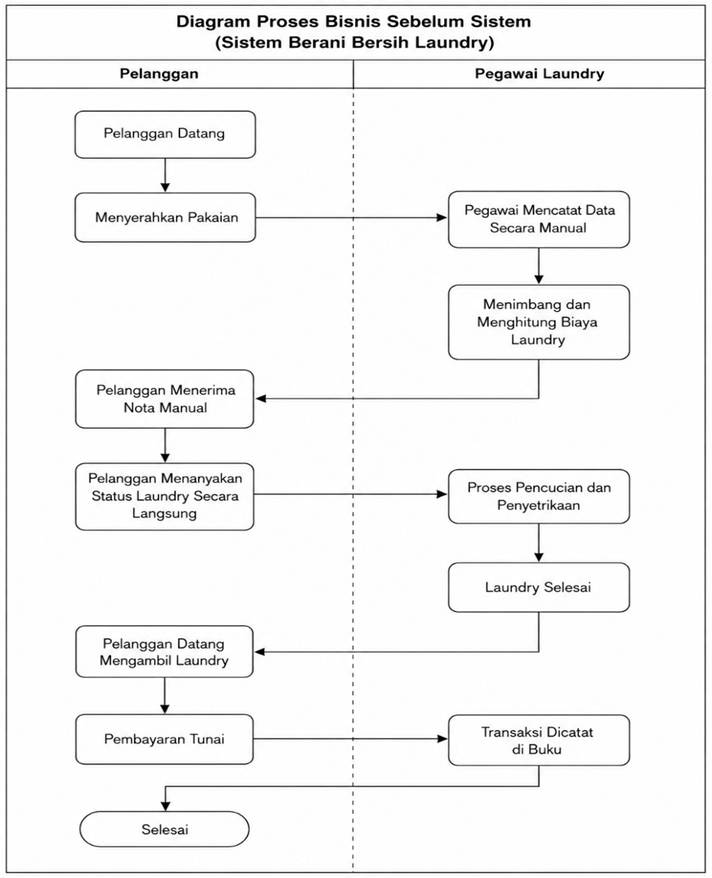 Diagram Proses Bisnis Sebelum Sistem
(Sistem Berani Bersih Laundry)
Pelanggan
Pegawai Laundry
Pelanggan Datang
Menyerahkan Pakaian
Pegawai Mencatat Data
Secara Manual
Menimbang dan
Menghitung Biaya
Laundry
Pelanggan Menerima
Nota Manual
Pelanggan Menanyakan
Status Laundry Secara
Langsung
Proses Pencucian dan
Penyetrikaan
Laundry Selesai
Pelanggan Datang
Mengambil Laundry
Pembayaran Tunai
Transaksi Dicatat
di Buku
Selesai